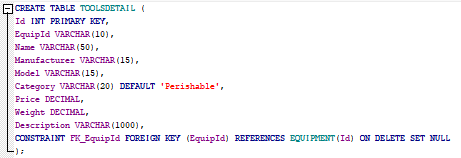 CREATE TABLE TOOLSDETAIL (
Id INT PRIMARY KEY,
EquipId VARCHAR(10),
Name VARCHAR(50),
Manufacturer VARCHAR(15),
Model VARCHAR(15),
Category VARCHAR(20) DEFAULT 'Perishable',
Price DECIMAL,
Weight DECIMAL,
Description VARCHAR(1000),
CONSTRAINT FK_EquipId FOREIGN KEY (EquipId) REFERENCES EQUIPMENT(Id) ON DELETE SET NULL
);